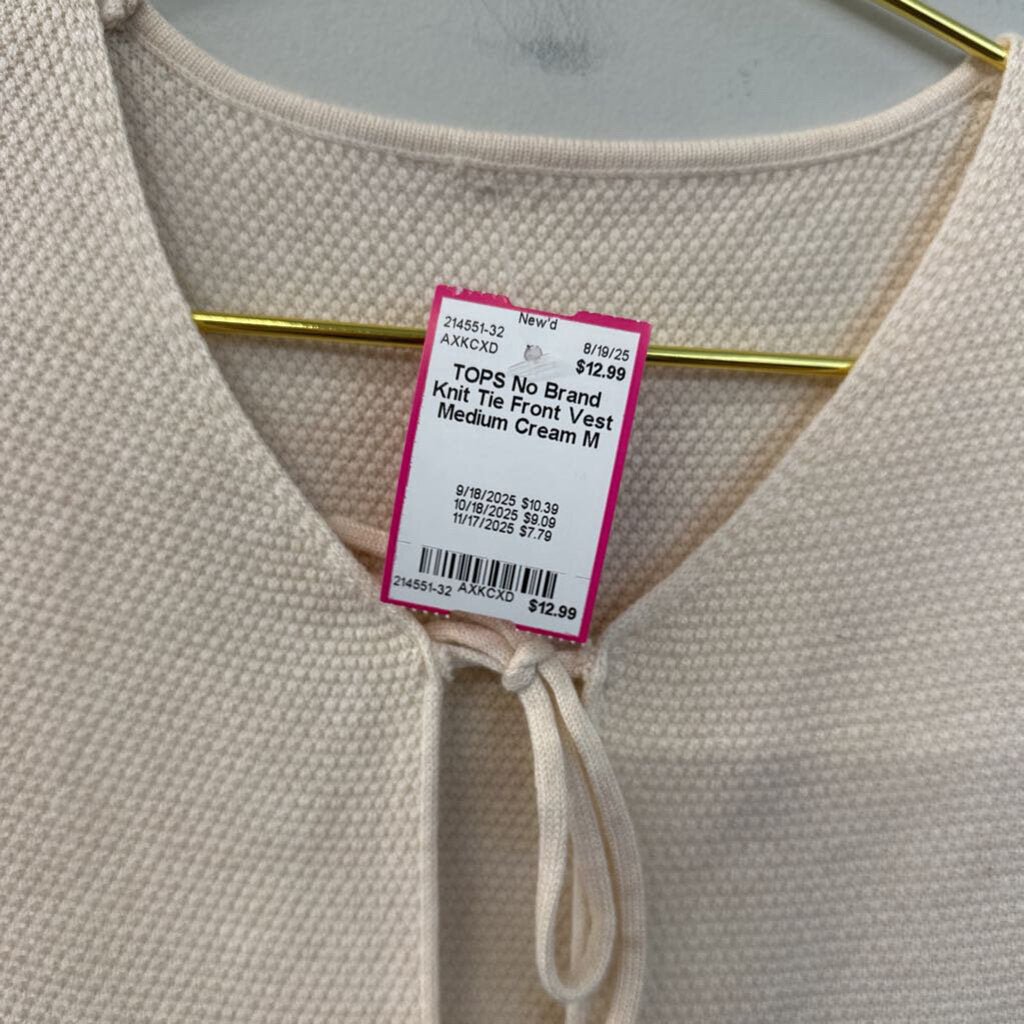 New'd
214551-32 8/19/25
AXKCXD $12.99
TOPS No Brand
Knit Tie Front Vest
Medium Cream M
9/18/2025 $10.39
10/18/2025 $9.09
11/17/2025 $7.79
214551-32 AXKCXD $12.99